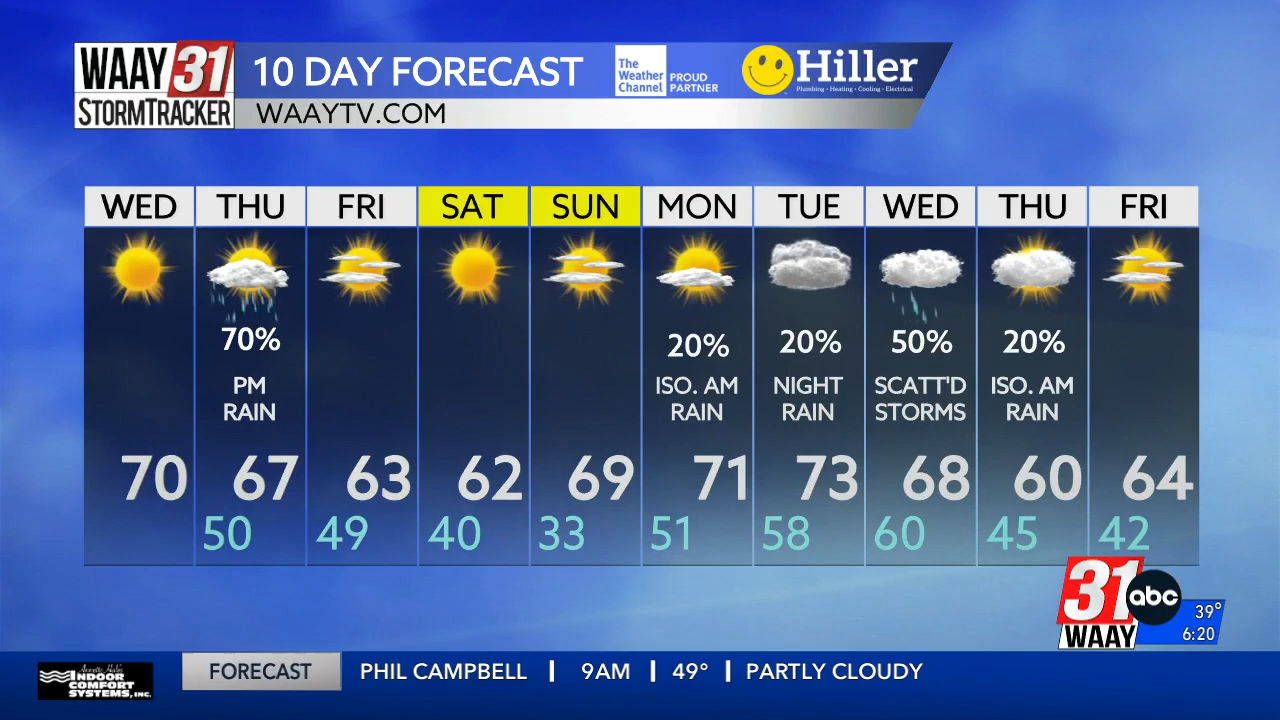 WAAY 31
STORMTRACKER
10 DAY FORECAST
WAAYTV.COM
The
Weather
Channel
PROUD
PARTNER
Hiller
Plumbing • Heating • Cooling • Electrical
WED THU FRI SAT SUN MON TUE WED THU FRI
70% 20% 20% 50% 20%
PM ISO. AM NIGHT SCATT'D ISO. AM
RAIN RAIN RAIN STORMS RAIN
70 67 63 62 69 71 73 68 60 64
50 49 40 33 51 58 60 45 42
31 abc
WAAY
39°
6:20
INDOOR
COMFORT
SYSTEMS, INC.
FORECAST PHIL CAMPBELL | 9AM | 49° | PARTLY CLOUDY